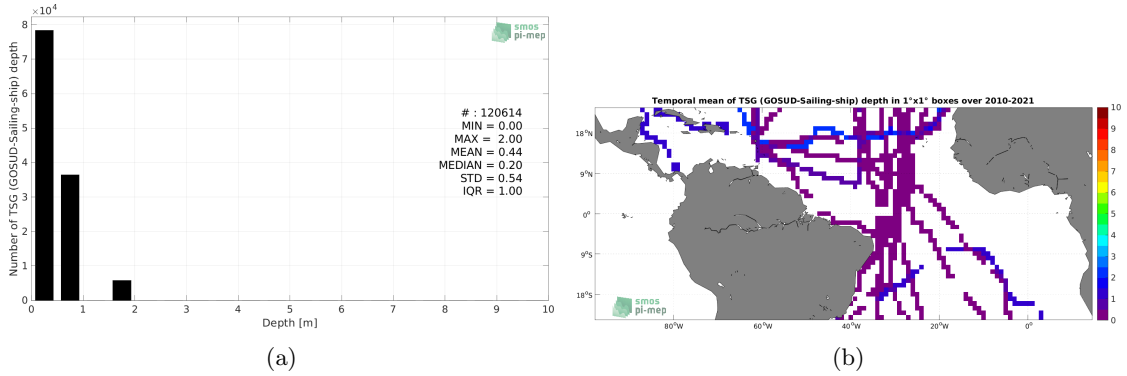 ×10⁴
8
7
6
5
4
3
2
1
0
Number of TSG (GOSUD-Sailing-ship) depth
smos
pi-mep
# : 120614
MIN = 0.00
MAX = 2.00
MEAN = 0.44
MEDIAN = 0.20
STD = 0.54
IQR = 1.00
0 1 2 3 4 5 6 7 8 9 10
Depth [m]
(a)
Temporal mean of TSG (GOSUD-Sailing-ship) depth in 1°x1° boxes over 2010-2021
18°N
9°N
0°
9°S
18°S
smos
pi-mep
80°W 60°W 40°W 20°W 0°
10
9
8
7
6
5
4
3
2
1
0
(b)